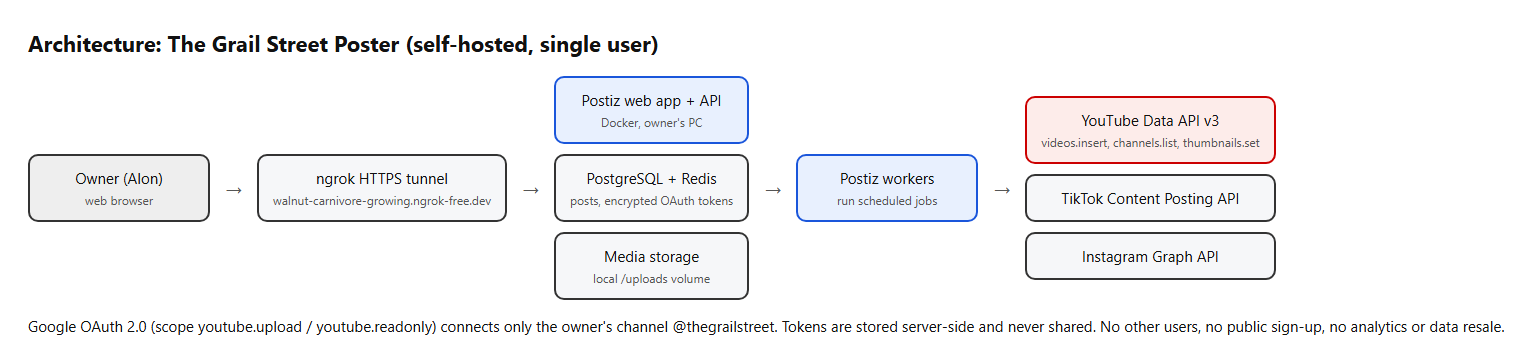 Architecture: The Grail Street Poster (self-hosted, single user)
Owner (Alon)
web browser
→
ngrok HTTPS tunnel
walnut-carnivore-growing.ngrok-free.dev
→
Postiz web app + API
Docker, owner's PC
PostgreSQL + Redis
posts, encrypted OAuth tokens
Media storage
local /uploads volume
→
Postiz workers
run scheduled jobs
→
YouTube Data API v3
videos.insert, channels.list, thumbnails.set
TikTok Content Posting API
Instagram Graph API
Google OAuth 2.0 (scope youtube.upload / youtube.readonly) connects only the owner's channel @thegrailstreet. Tokens are stored server-side and never shared. No other users, no public sign-up, no analytics or data resale.